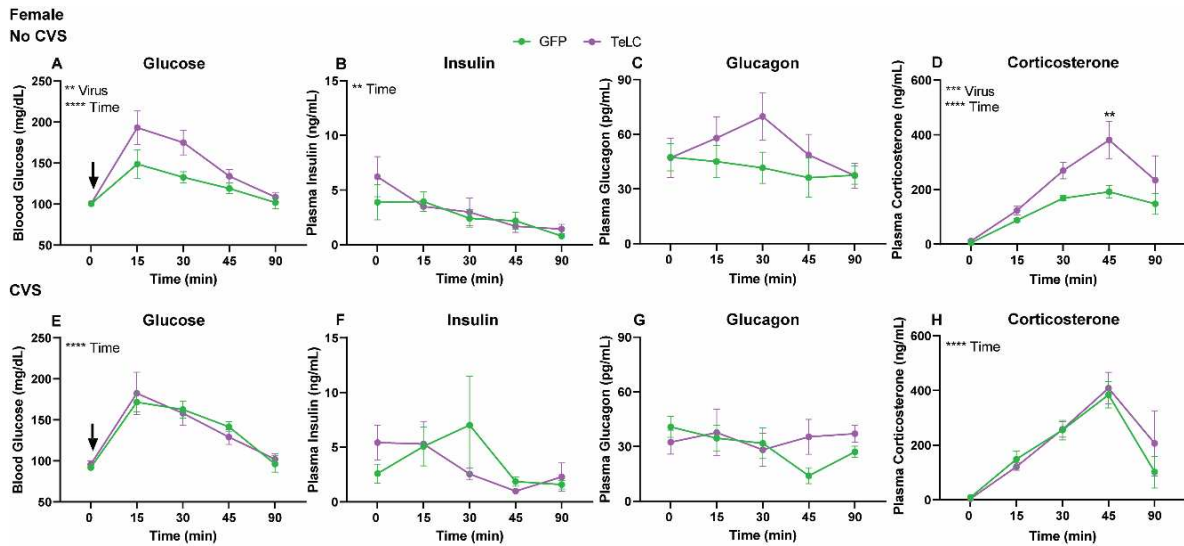 Female
No CVS
GFP TeLC
A Glucose
** Virus
**** Time
Blood Glucose (mg/dL)
250
200
150
100
50
0 15 30 45 90
Time (min)
B Insulin
** Time
Plasma Insulin (ng/mL)
15
10
5
0
0 15 30 45 90
Time (min)
C Glucagon
Plasma Glucagon (pg/mL)
90
60
30
0
0 15 30 45 90
Time (min)
D Corticosterone
*** Virus
**** Time
**
Plasma Corticosterone (ng/mL)
600
400
200
0
0 15 30 45 90
Time (min)
CVS
E Glucose
**** Time
Blood Glucose (mg/dL)
250
200
150
100
50
0 15 30 45 90
Time (min)
F Insulin
Plasma Insulin (ng/mL)
15
10
5
0
0 15 30 45 90
Time (min)
G Glucagon
Plasma Glucagon (pg/mL)
90
60
30
0
0 15 30 45 90
Time (min)
H Corticosterone
**** Time
Plasma Corticosterone (ng/mL)
600
400
200
0
0 15 30 45 90
Time (min)